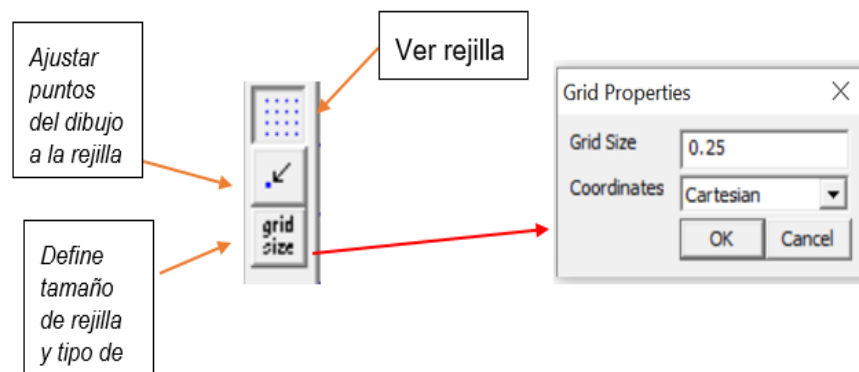 Ajustar
puntos
del dibujo
a la rejilla
Ver rejilla
grid
size
Define
tamaño
de rejilla
y tipo de
Grid Properties
Grid Size
0.25
Coordinates
Cartesian
OK
Cancel